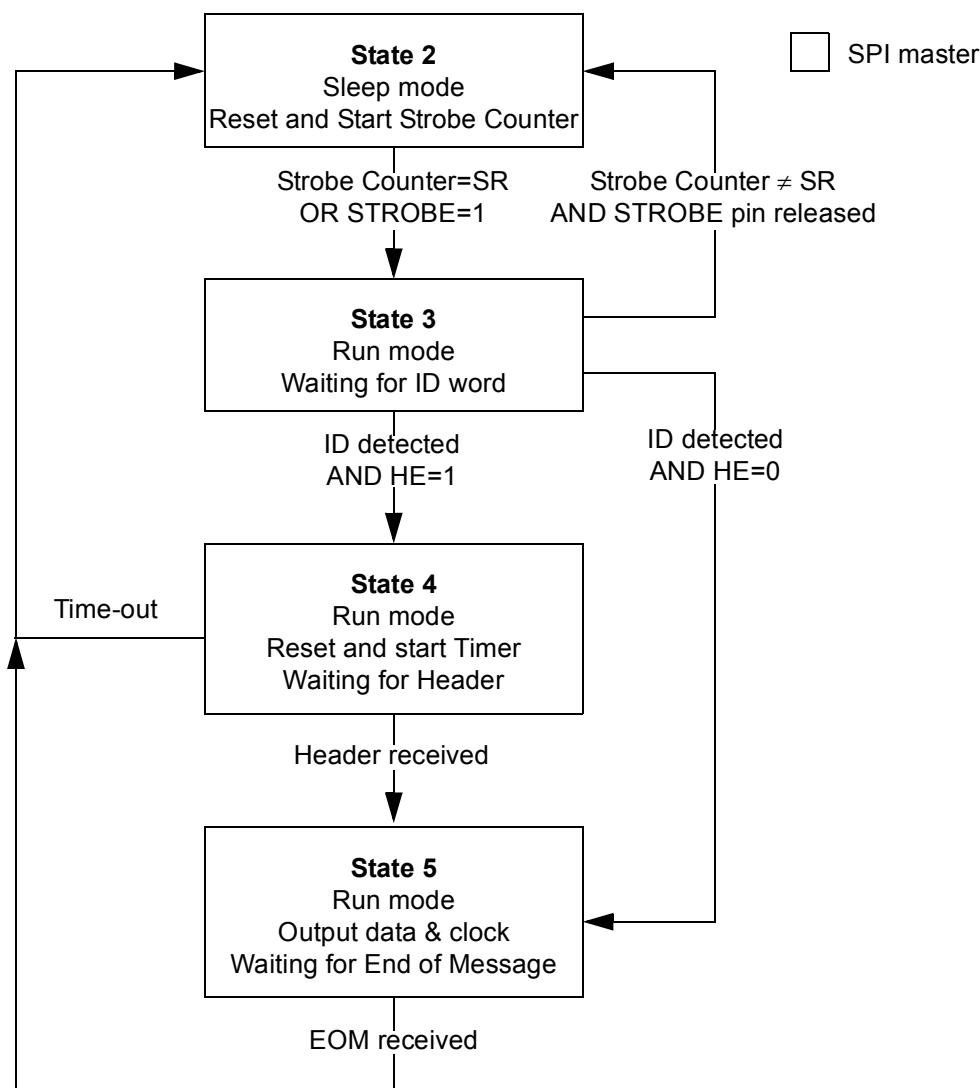 State 2
Sleep mode
Reset and Start Strobe Counter
SPI master
Strobe Counter=SR
OR STROBE=1
Strobe Counter ≠ SR
AND STROBE pin released
State 3
Run mode
Waiting for ID word
ID detected
AND HE=1
ID detected
AND HE=0
State 4
Run mode
Reset and start Timer
Waiting for Header
Time-out
Header received
State 5
Run mode
Output data & clock
Waiting for End of Message
EOM received